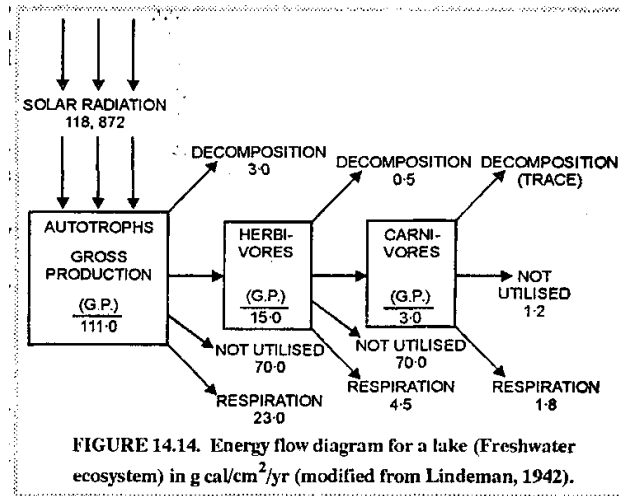 SOLAR RADIATION
118, 872
DECOMPOSITION
3·0
DECOMPOSITION
0·5
DECOMPOSITION
(TRACE)
AUTOTROPHS
GROSS
PRODUCTION
(G.P.)
111·0
HERBI-
VORES
(G.P.)
15·0
CARNI-
VORES
(G.P.)
3·0
NOT
UTILISED
1·2
NOT UTILISED
70·0
NOT UTILISED
70·0
RESPIRATION
23·0
RESPIRATION
4·5
RESPIRATION
1·8
FIGURE 14.14. Energy flow diagram for a lake (Freshwater
ecosystem) in g cal/cm²/yr (modified from Lindeman, 1942).